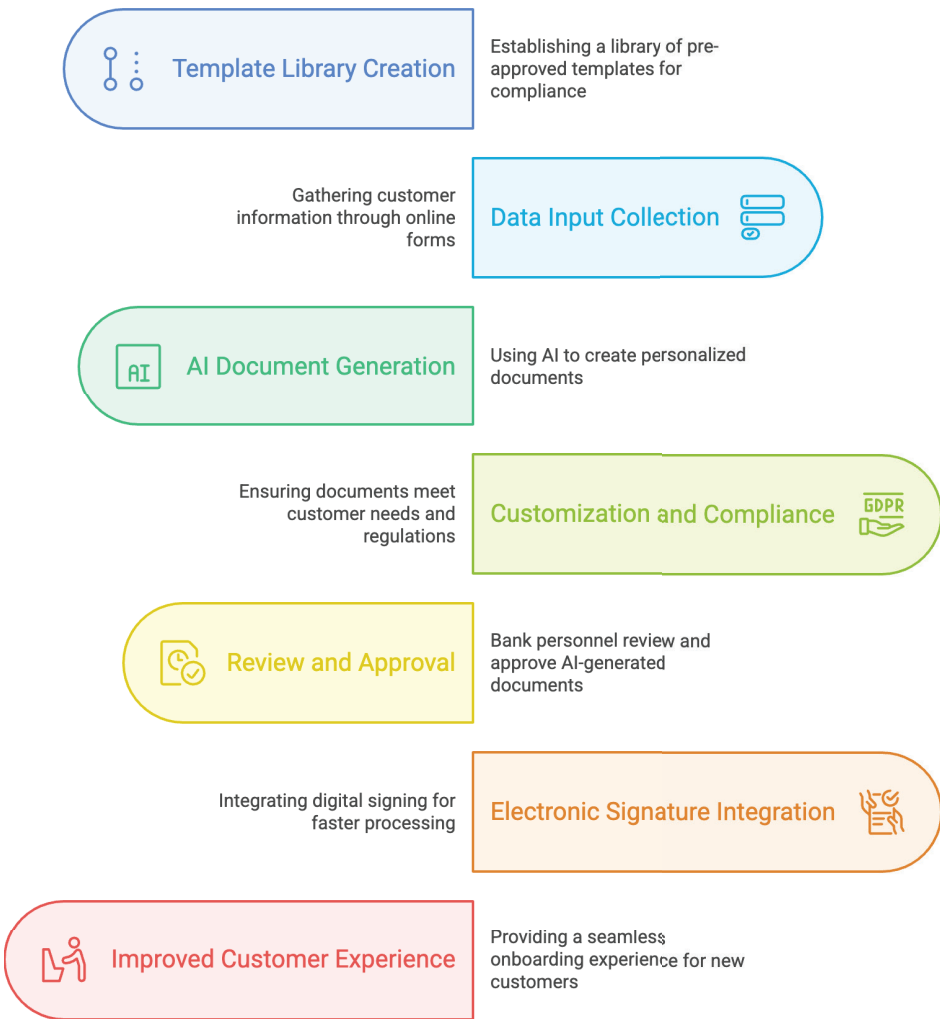 Template Library Creation
Establishing a library of pre-
approved templates for
compliance
Gathering customer
information through online
forms
Data Input Collection
AI
AI Document Generation
Using AI to create personalized
documents
Ensuring documents meet
customer needs and
regulations
Customization and Compliance
GDPR
Review and Approval
Bank personnel review and
approve AI-generated
documents
Integrating digital signing for
faster processing
Electronic Signature Integration
Improved Customer Experience
Providing a seamless
onboarding experience for new
customers